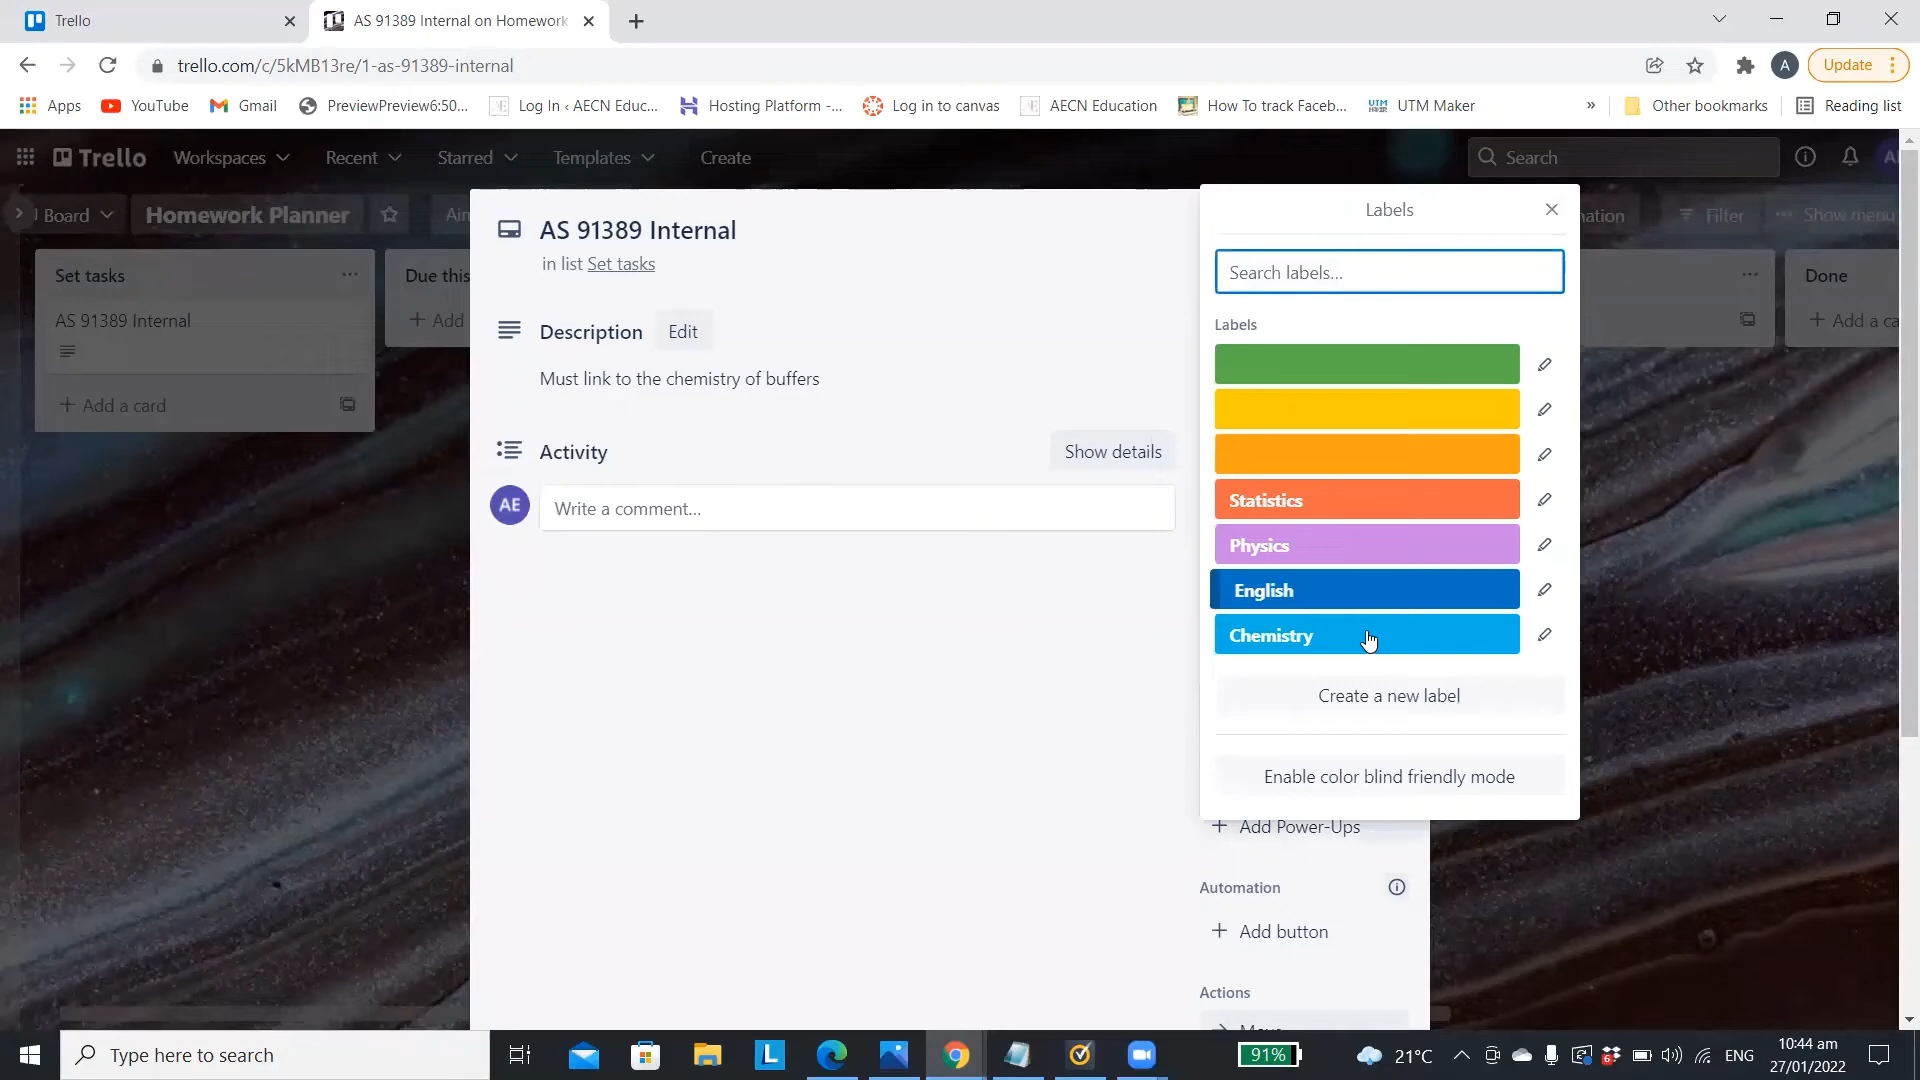 Trello
AS 91389 Internal on Homework
trello.com/c/5kMB13re/1-as-91389-internal
Update
Apps
YouTube
Gmail
PreviewPreview6:50...
Log In ‹ AECN Educ...
Hosting Platform -...
Log in to canvas
AECN Education
How To track Faceb...
UTM Maker
»
Other bookmarks
Reading list
Trello
Workspaces
Recent
Starred
Templates
Create
Search
Board
Homework Planner
Filter
Show menu
Set tasks
AS 91389 Internal
+ Add a card
Due this
+ Add
Done
+ Add a ca
AS 91389 Internal
in list Set tasks
Description
Edit
Must link to the chemistry of buffers
Activity
Show details
AE
Write a comment...
Labels
Search labels...
Labels
Statistics
Physics
English
Chemistry
Create a new label
Enable color blind friendly mode
+ Add Power-Ups
Automation
+ Add button
Actions
Type here to search
91%
21°C
ENG
10:44 am
27/01/2022